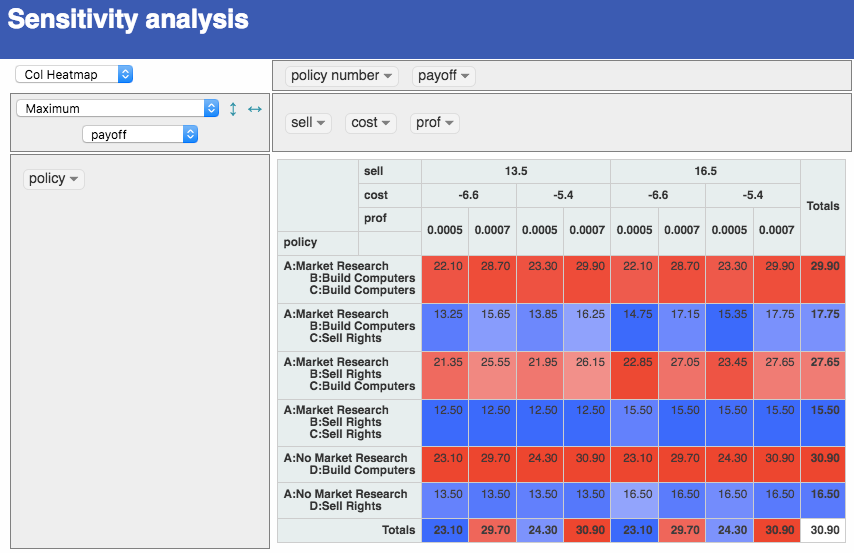 Sensitivity analysis
Col Heatmap
policy number payoff
Maximum
payoff
sell cost prof
policy
sell 13.5 16.5 Totals
cost -6.6 -5.4 -6.6 -5.4
prof 0.0005 0.0007 0.0005 0.0007 0.0005 0.0007 0.0005 0.0007
policy
A:Market Research 22.10 28.70 23.30 29.90 22.10 28.70 23.30 29.90 29.90
B:Build Computers
C:Build Computers
A:Market Research 13.25 15.65 13.85 16.25 14.75 17.15 15.35 17.75 17.75
B:Build Computers
C:Sell Rights
A:Market Research 21.35 25.55 21.95 26.15 22.85 27.05 23.45 27.65 27.65
B:Sell Rights
C:Build Computers
A:Market Research 12.50 12.50 12.50 12.50 15.50 15.50 15.50 15.50 15.50
B:Sell Rights
C:Sell Rights
A:No Market Research 23.10 29.70 24.30 30.90 23.10 29.70 24.30 30.90 30.90
D:Build Computers
A:No Market Research 13.50 13.50 13.50 13.50 16.50 16.50 16.50 16.50 16.50
D:Sell Rights
Totals 23.10 29.70 24.30 30.90 23.10 29.70 24.30 30.90 30.90